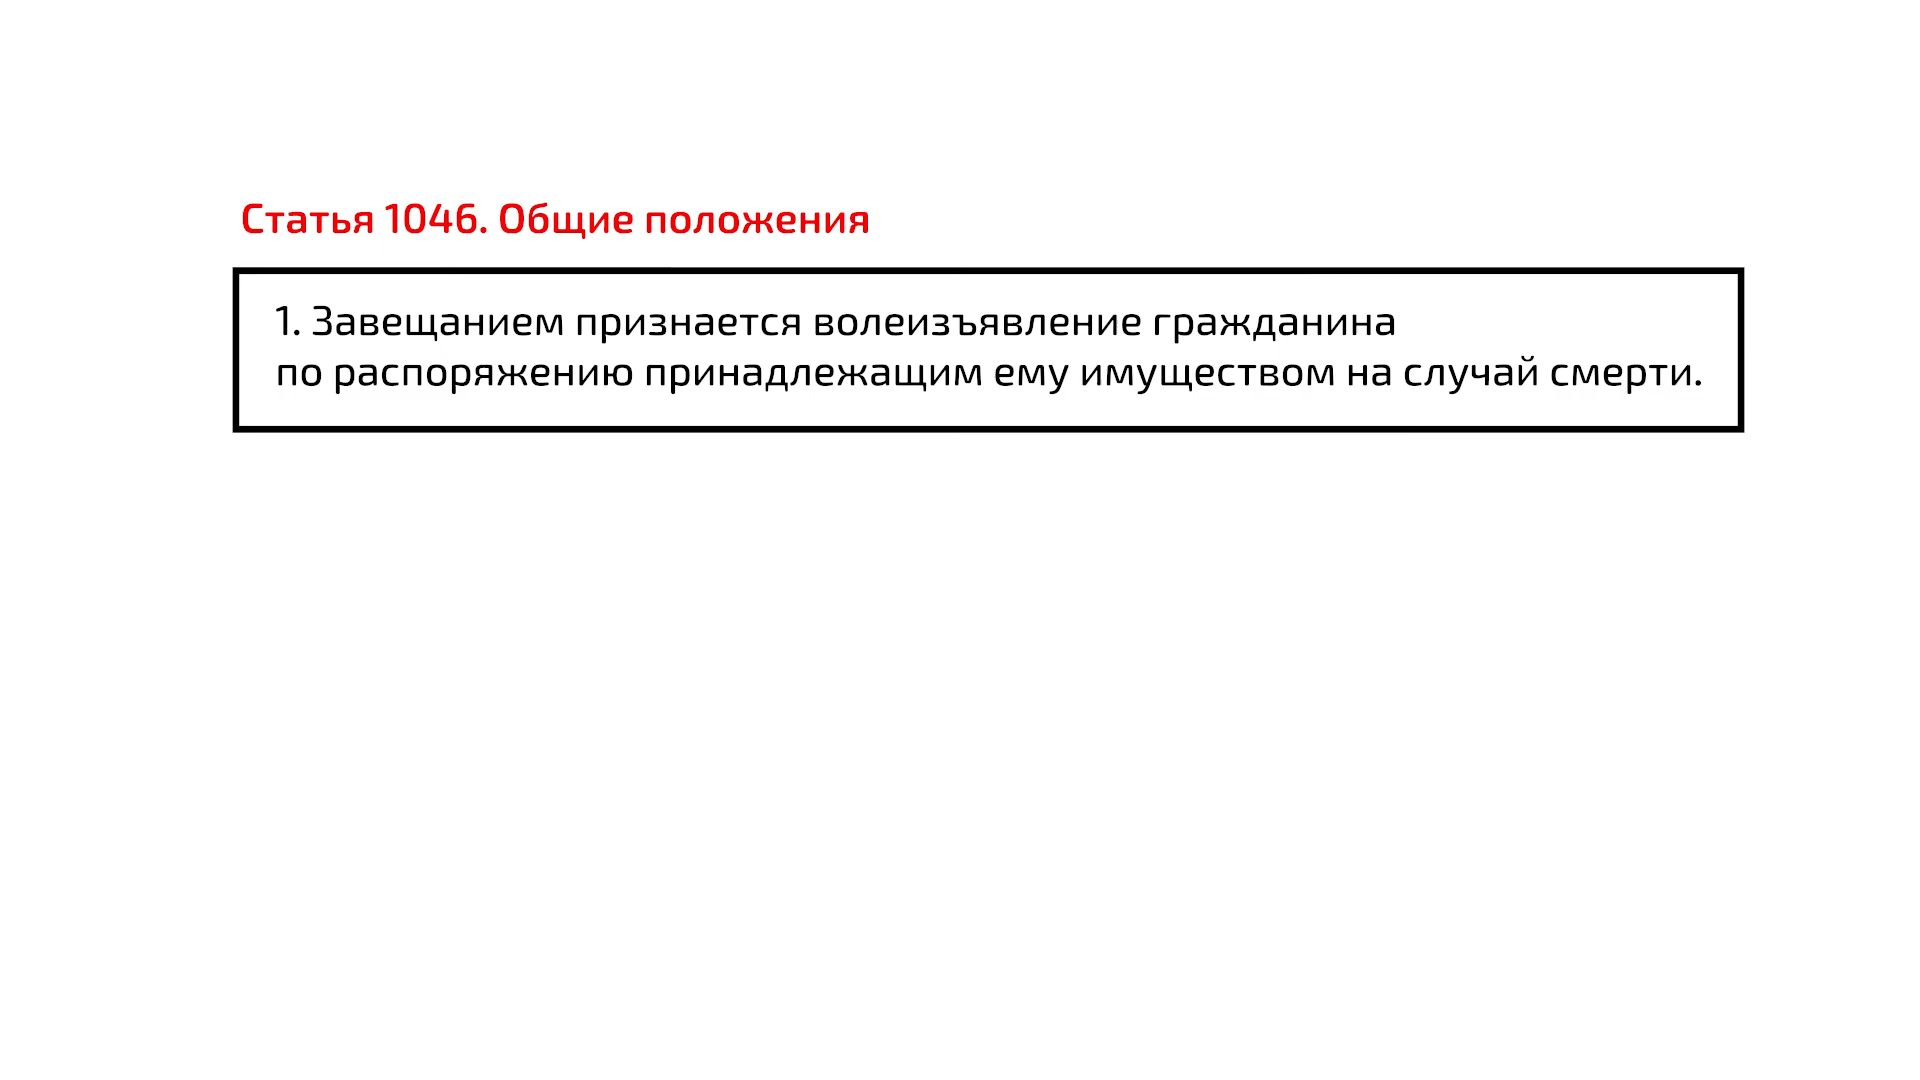 Статья 1046. Общие положения
1. Завещанием признается волеизъявление гражданина
по распоряжению принадлежащим ему имуществом на случай смерти.